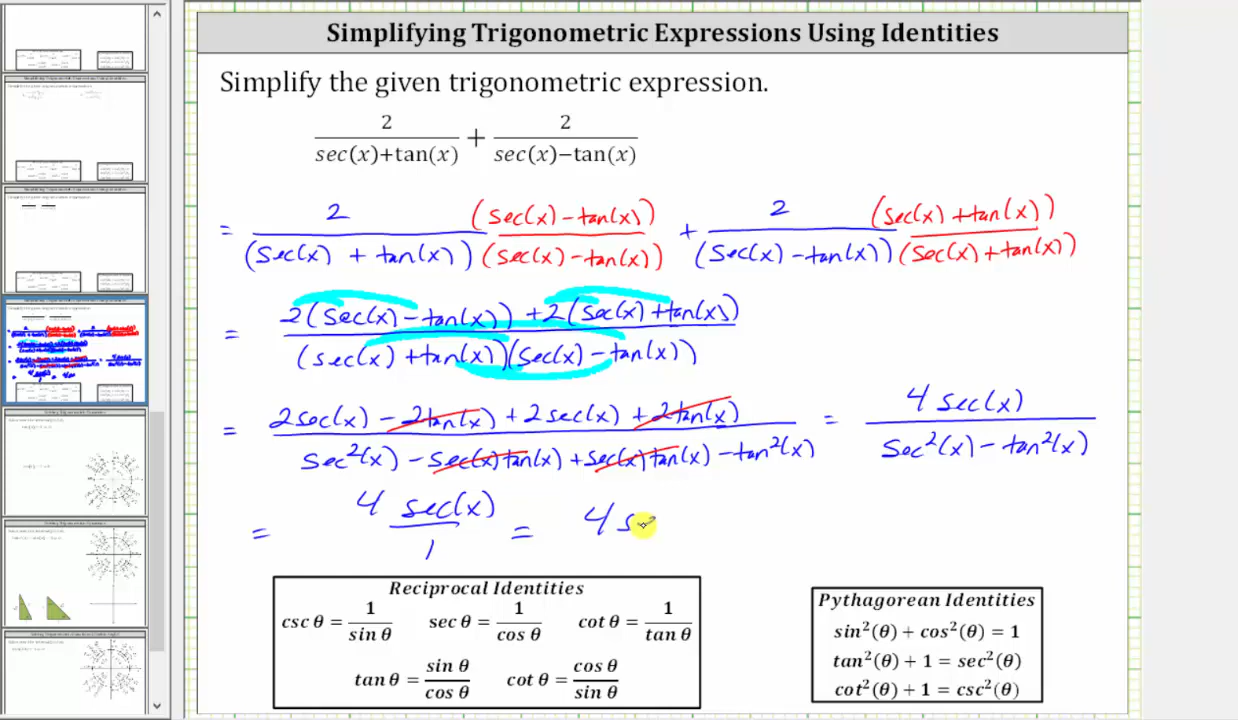 Simplifying Trigonometric Expressions Using Identities
Simplify the given trigonometric expression.
2/(sec(x)+tan(x)) + 2/(sec(x)−tan(x))
= 2/(sec(x) + tan(x)) (sec(x) - tan(x))/(sec(x) - tan(x)) + 2/(sec(x) - tan(x)) (sec(x) + tan(x))/(sec(x) + tan(x))
= (2(sec(x) - tan(x)) + 2(sec(x) + tan(x)))/((sec(x) + tan(x))(sec(x) - tan(x)))
= (2sec(x) - 2tan(x) + 2sec(x) + 2tan(x))/(sec²(x) - sec(x)tan(x) + sec(x)tan(x) - tan²(x)) = 4 sec(x)/(sec²(x) - tan²(x))
= 4 sec(x)/1 = 4 s
Reciprocal Identities
csc θ = 1/sin θ sec θ = 1/cos θ cot θ = 1/tan θ
tan θ = sin θ/cos θ cot θ = cos θ/sin θ
Pythagorean Identities
sin²(θ) + cos²(θ) = 1
tan²(θ) + 1 = sec²(θ)
cot²(θ) + 1 = csc²(θ)